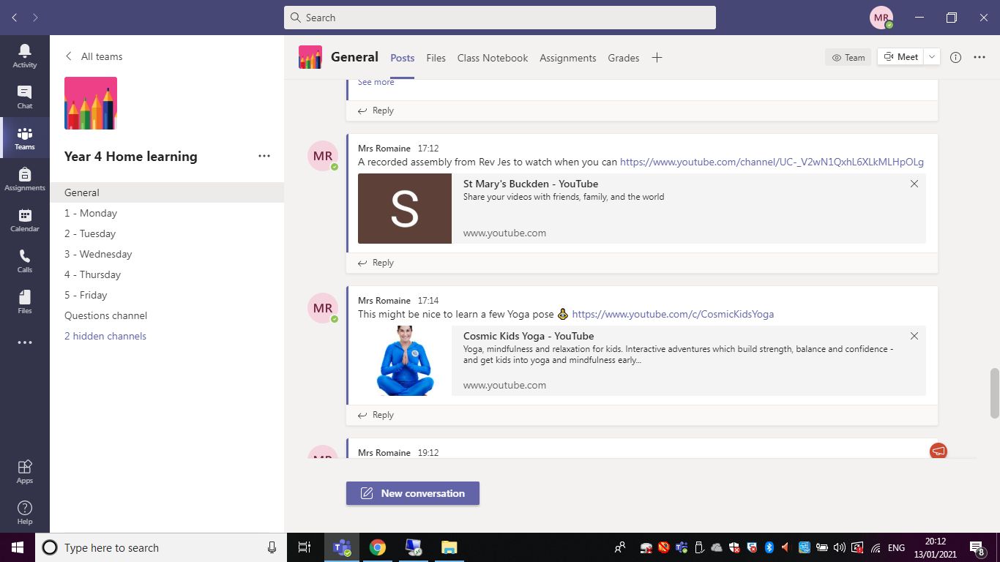 Search
MR
Activity
Chat
Teams
Assignments
Calendar
Calls
Files
Apps
Help
All teams
Year 4 Home learning
General
1 - Monday
2 - Tuesday
3 - Wednesday
4 - Thursday
5 - Friday
Questions channel
2 hidden channels
General Posts Files Class Notebook Assignments Grades
Team Meet
See more
Reply
MR
Mrs Romaine 17:12
A recorded assembly from Rev Jes to watch when you can https://www.youtube.com/channel/UC-_V2wN1QxhL6XLkMLHpOLg
S
St Mary's Buckden - YouTube
Share your videos with friends, family, and the world
www.youtube.com
Reply
MR
Mrs Romaine 17:14
This might be nice to learn a few Yoga pose https://www.youtube.com/c/CosmicKidsYoga
Cosmic Kids Yoga - YouTube
Yoga, mindfulness and relaxation for kids. Interactive adventures which build strength, balance and confidence -
and get kids into yoga and mindfulness early...
www.youtube.com
Reply
MR
Mrs Romaine 19:12
New conversation
Type here to search
ENG
20:12
13/01/2021
8